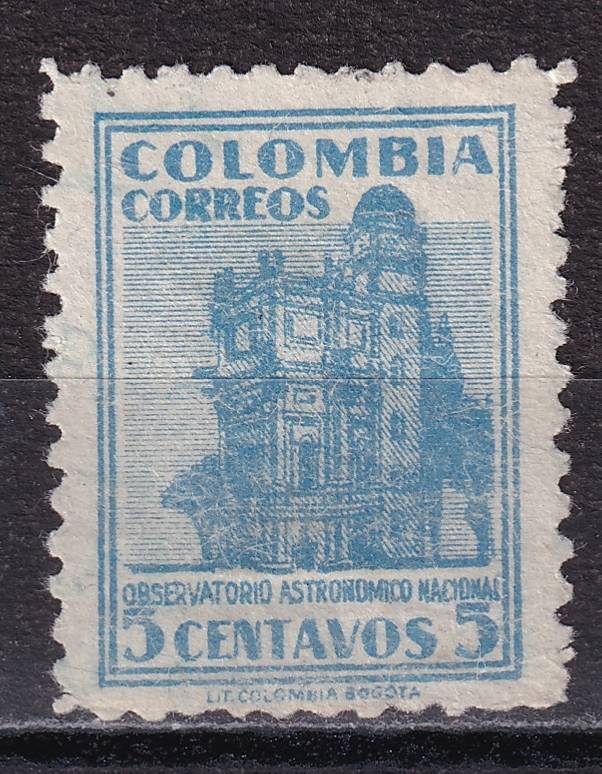 COLOMBIA
CORREOS
OBSERVATORIO ASTRONOMICO NACIONAL
5 CENTAVOS 5
LIT. COLOMBIA BOGOTA